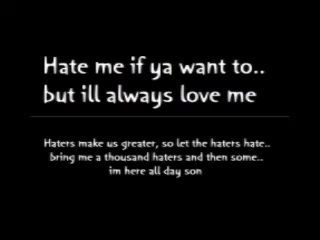 Hate me if ya want to..
but ill always love me
Haters make us greater, so let the haters hate..
bring me a thousand haters and then some..
im here all day son